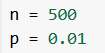 n = 500
p = 0.01